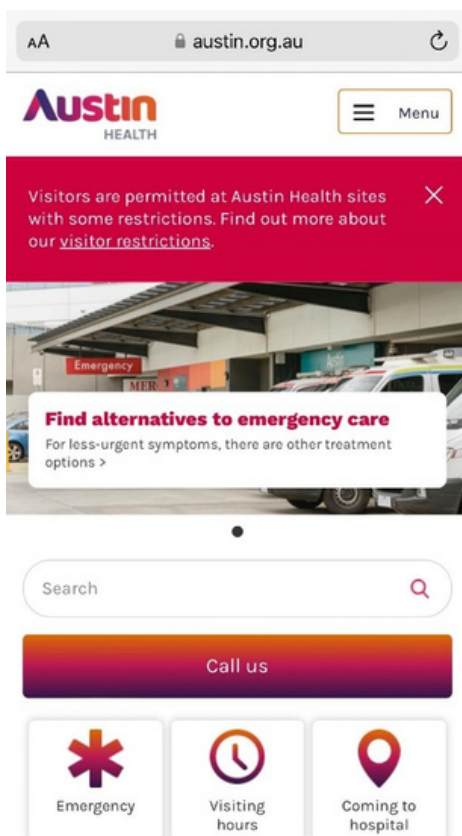 AA austin.org.au
Austin
HEALTH
Menu
Visitors are permitted at Austin Health sites
with some restrictions. Find out more about
our visitor restrictions.
Emergency
MER
Austin
Find alternatives to emergency care
For less-urgent symptoms, there are other treatment
options >
Search
Call us
Emergency
Visiting
hours
Coming to
hospital